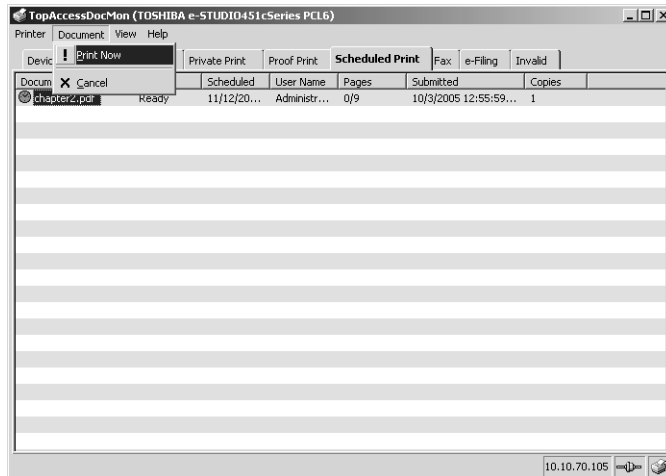 TopAccessDocMon (TOSHIBA e-STUDIO451cSeries PCL6)
Printer Document View Help
Print Now
Cancel
Devic Private Print Proof Print Scheduled Print Fax e-Filing Invalid
Docum Scheduled User Name Pages Submitted Copies
chapter2.pdf Ready 11/12/20... Administr... 0/9 10/3/2005 12:55:59... 1
10.10.70.105